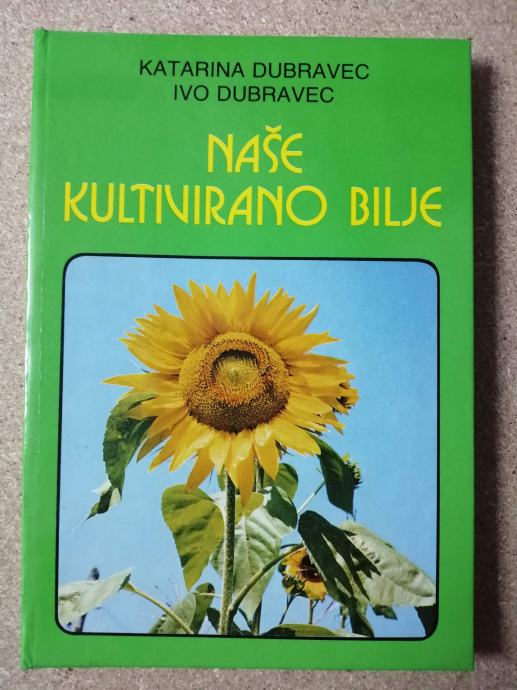 KATARINA DUBRAVEC
IVO DUBRAVEC
NAŠE
KULTIVIRANO BILJE